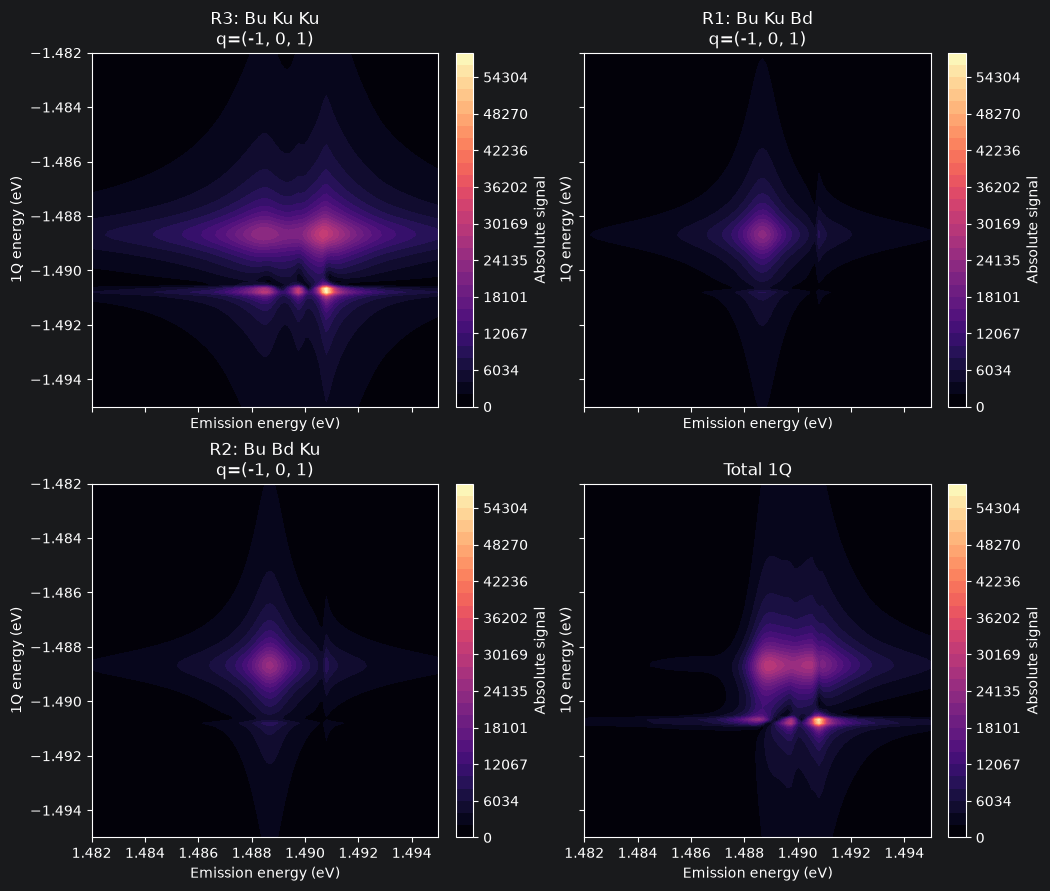 R3: Bu Ku Ku
q=(-1, 0, 1)
−1.482
−1.484
−1.486
−1.488
−1.490
−1.492
−1.494
1Q energy (eV)
Emission energy (eV)
54304
48270
42236
36202
30169
24135
18101
12067
6034
0
Absolute signal
R1: Bu Ku Bd
q=(-1, 0, 1)
1Q energy (eV)
Emission energy (eV)
54304
48270
42236
36202
30169
24135
18101
12067
6034
0
Absolute signal
R2: Bu Bd Ku
q=(-1, 0, 1)
−1.482
−1.484
−1.486
−1.488
−1.490
−1.492
−1.494
1Q energy (eV)
1.482 1.484 1.486 1.488 1.490 1.492 1.494
Emission energy (eV)
54304
48270
42236
36202
30169
24135
18101
12067
6034
0
Absolute signal
Total 1Q
1Q energy (eV)
1.482 1.484 1.486 1.488 1.490 1.492 1.494
Emission energy (eV)
54304
48270
42236
36202
30169
24135
18101
12067
6034
0
Absolute signal